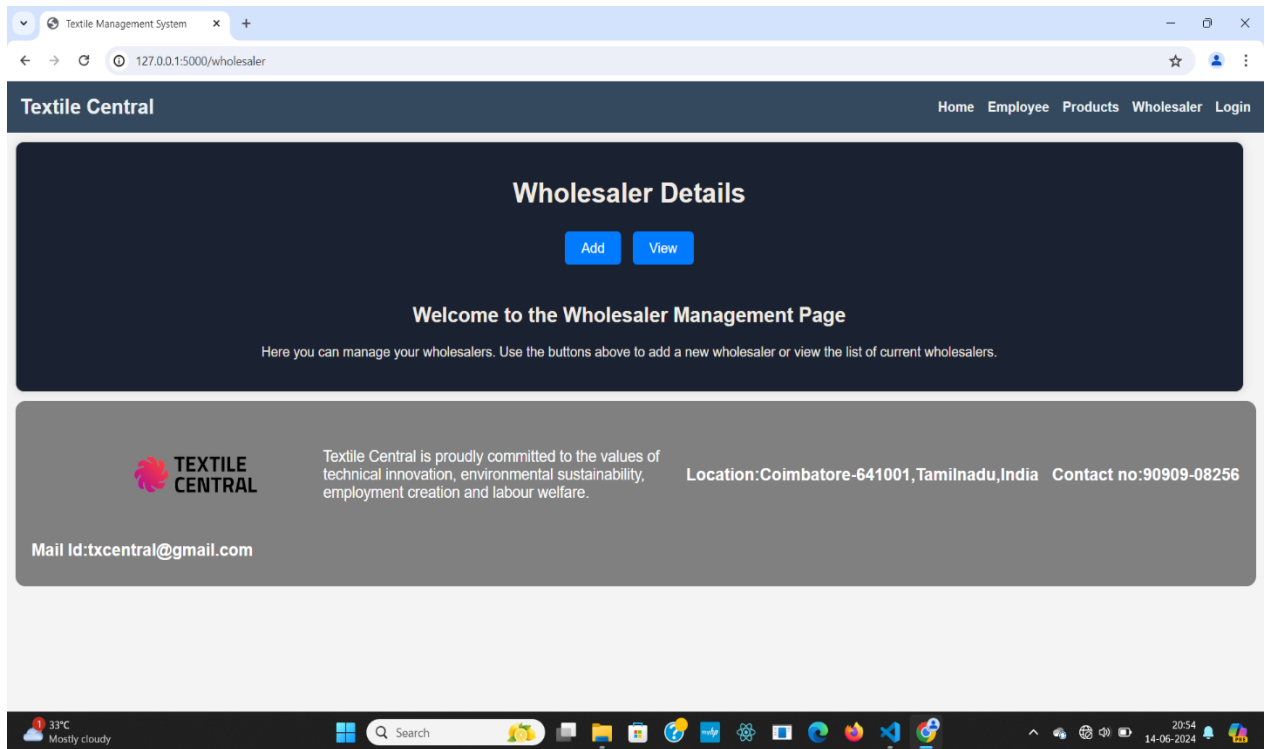 Textile Management System
127.0.0.1:5000/wholesaler
Textile Central
Home Employee Products Wholesaler Login
Wholesaler Details
Add View
Welcome to the Wholesaler Management Page
Here you can manage your wholesalers. Use the buttons above to add a new wholesaler or view the list of current wholesalers.
TEXTILE
CENTRAL
Textile Central is proudly committed to the values of
technical innovation, environmental sustainability,
employment creation and labour welfare.
Location:Coimbatore-641001,Tamilnadu,India Contact no:90909-08256
Mail Id:txcentral@gmail.com
1
33°C
Mostly cloudy
Search
20:54
14-06-2024